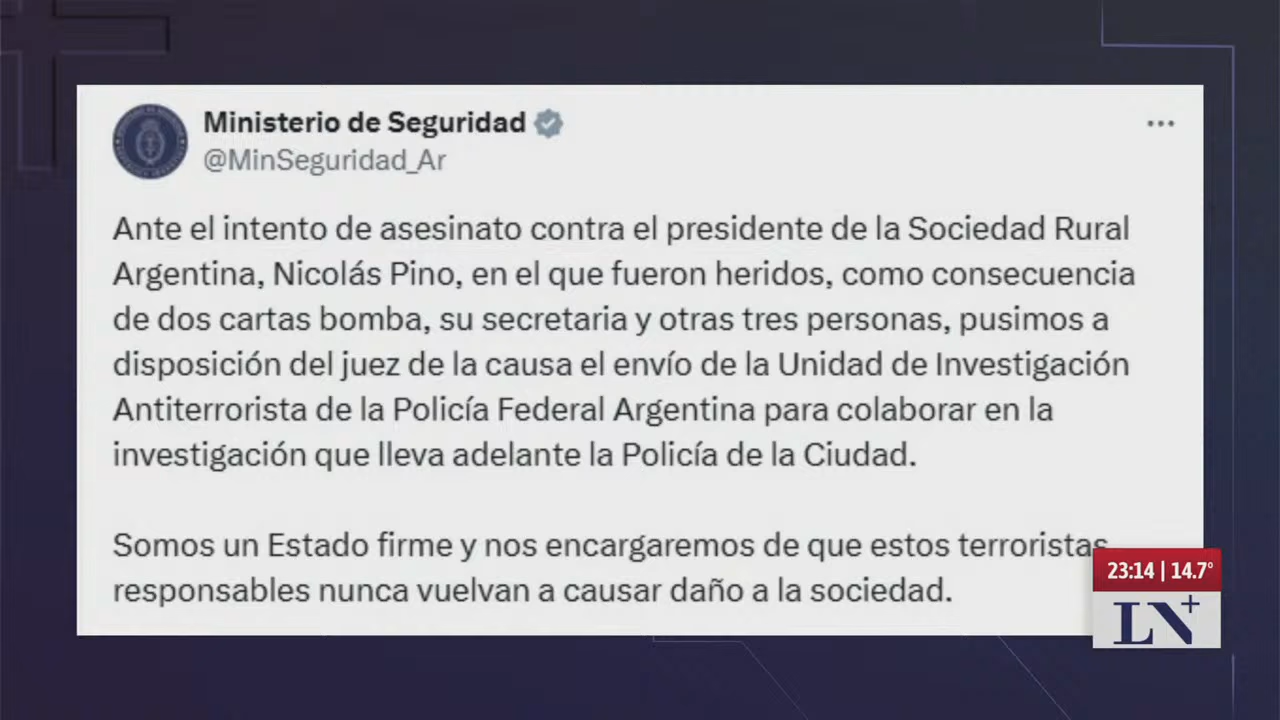 Ministerio de Seguridad
@MinSeguridad_Ar
Ante el intento de asesinato contra el presidente de la Sociedad Rural
Argentina, Nicolás Pino, en el que fueron heridos, como consecuencia
de dos cartas bomba, su secretaria y otras tres personas, pusimos a
disposición del juez de la causa el envío de la Unidad de Investigación
Antiterrorista de la Policía Federal Argentina para colaborar en la
investigación que lleva adelante la Policía de la Ciudad.
Somos un Estado firme y nos encargaremos de que estos terroristas
responsables nunca vuelvan a causar daño a la sociedad.
23:14 | 14.7°
LN+